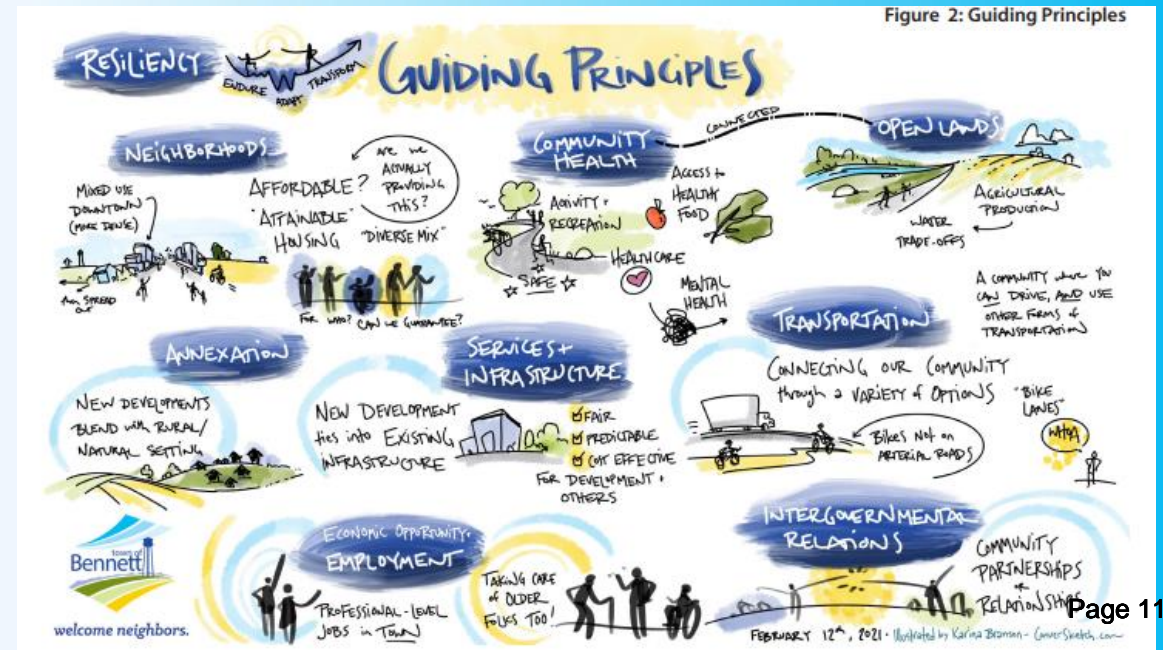 Figure 2: Guiding Principles
RESILIENCY
ENDURE
ADAPT
TRANSFORM
GUIDING PRINCIPLES
NEIGHBORHOODS
MIXED USE
DOWNTOWN
(MORE DENSE)
then SPREAD
out
AFFORDABLE?
"ATTAINABLE"
HOUSING
ARE we
ACTUALLY
PROVIDING
THIS?
"DIVERSE MIX"
FOR WHO? CAN WE GUARANTEE?
COMMUNITY
HEALTH
CONNECTED
ACTIVITY +
RECREATION
SAFE
ACCESS to
HEALTHY
FOOD
HEALTHCARE
MENTAL
HEALTH
OPEN LANDS
AGRICULTURAL
PRODUCTION
WATER
TRADE-OFFS
ANNEXATION
NEW DEVELOPMENTS
BLEND with RURAL/
NATURAL SETTING
SERVICES +
INFRASTRUCTURE
NEW DEVELOPMENT
ties into EXISTING
INFRASTRUCTURE
FAIR
PREDICTABLE
COST EFFECTIVE
FOR DEVELOPMENT +
OTHERS
TRANSPORTATION
A COMMUNITY where YOU
CAN DRIVE, AND USE
OTHER FORMS of
TRANSPORTATION
CONNECTING OUR COMMUNITY
through a VARIETY of OPTIONS
Bikes Not on
ARTERIAL ROADS
"BIKE
LANES"
town of
Bennett
welcome neighbors.
ECONOMIC OPPORTUNITY +
EMPLOYMENT
PROFESSIONAL-LEVEL
JOBS in TOWN
TAKING CARE
of OLDER
FOLKS TOO!
INTERGOVERNMENTAL
RELATIONS
COMMUNITY
PARTNERSHIPS
+
RELATIONSHIPS
Page 11
FEBRUARY 12th, 2021 • Illustrated by Karina Branson - ConverSketch.com